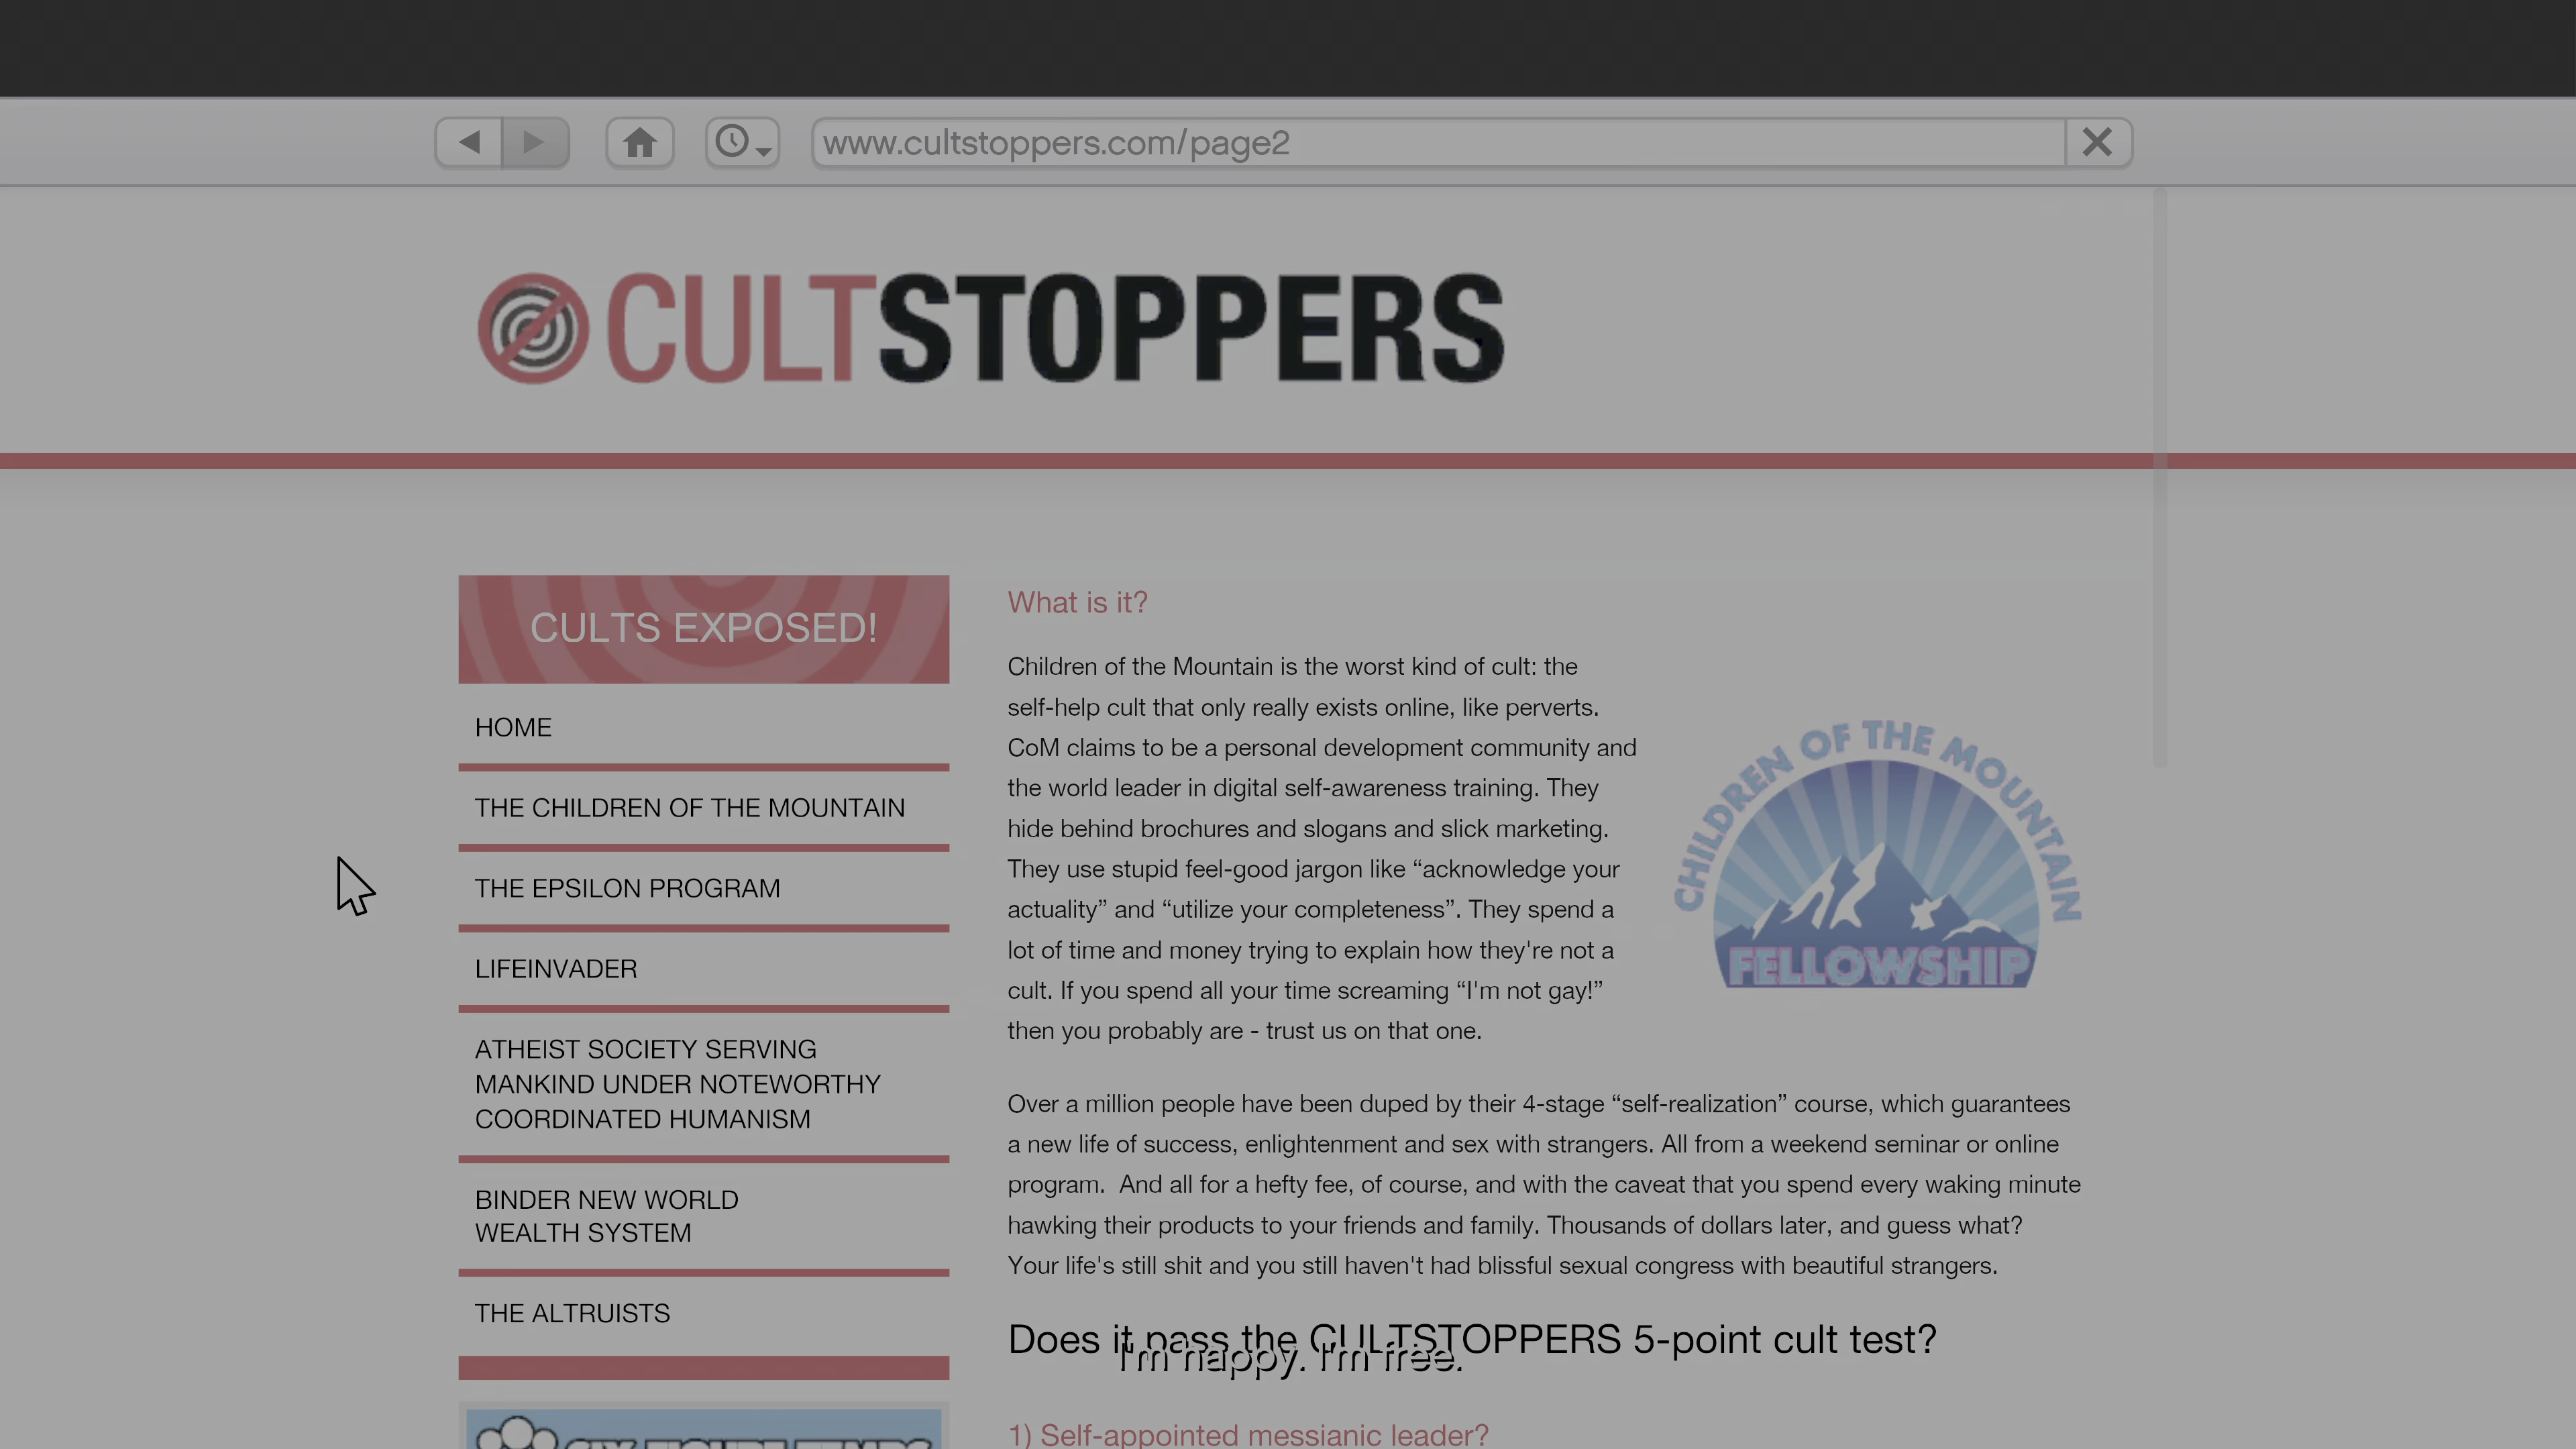 www.cultstoppers.com/page2
CULTSTOPPERS
CULTS EXPOSED!
HOME
THE CHILDREN OF THE MOUNTAIN
THE EPSILON PROGRAM
LIFEINVADER
ATHEIST SOCIETY SERVING
MANKIND UNDER NOTEWORTHY
COORDINATED HUMANISM
BINDER NEW WORLD
WEALTH SYSTEM
THE ALTRUISTS
What is it?
Children of the Mountain is the worst kind of cult: the
self-help cult that only really exists online, like perverts.
CoM claims to be a personal development community and
the world leader in digital self-awareness training. They
hide behind brochures and slogans and slick marketing.
They use stupid feel-good jargon like “acknowledge your
actuality” and “utilize your completeness”. They spend a
lot of time and money trying to explain how they're not a
cult. If you spend all your time screaming “I'm not gay!”
then you probably are - trust us on that one.
CHILDREN OF THE MOUNTAIN
FELLOWSHIP
Over a million people have been duped by their 4-stage “self-realization” course, which guarantees
a new life of success, enlightenment and sex with strangers. All from a weekend seminar or online
program.  And all for a hefty fee, of course, and with the caveat that you spend every waking minute
hawking their products to your friends and family. Thousands of dollars later, and guess what?
Your life's still shit and you still haven't had blissful sexual congress with beautiful strangers.
Does it pass the CULTSTOPPERS 5-point cult test?
I'm happy. I'm free.
1) Self-appointed messianic leader?